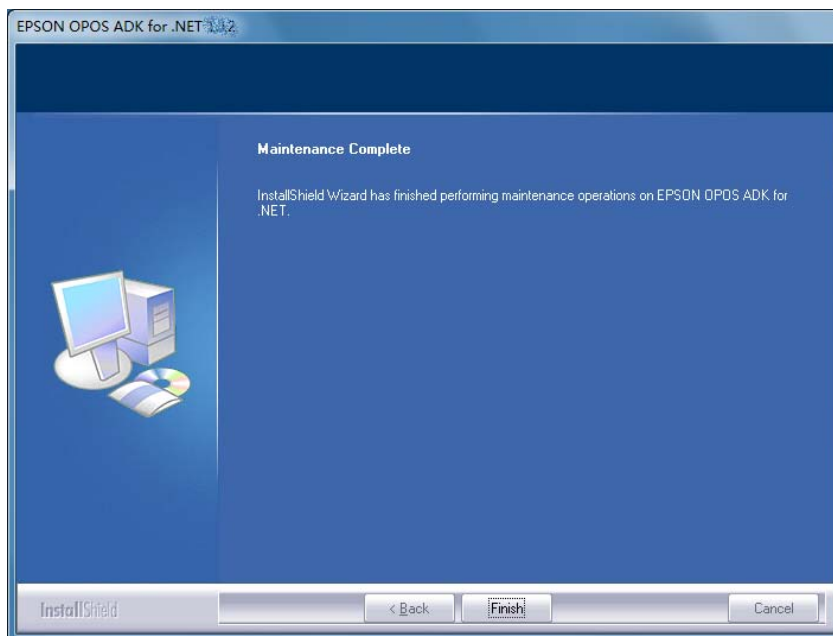 EPSON OPOS ADK for .NET
Maintenance Complete
InstallShield Wizard has finished performing maintenance operations on EPSON OPOS ADK for
.NET.
InstallShield
< Back
Finish
Cancel